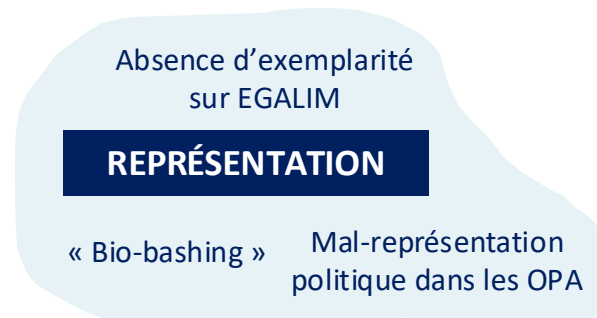 Absence d’exemplarité
sur EGALIM
REPRÉSENTATION
« Bio-bashing »
Mal-représentation
politique dans les OPA